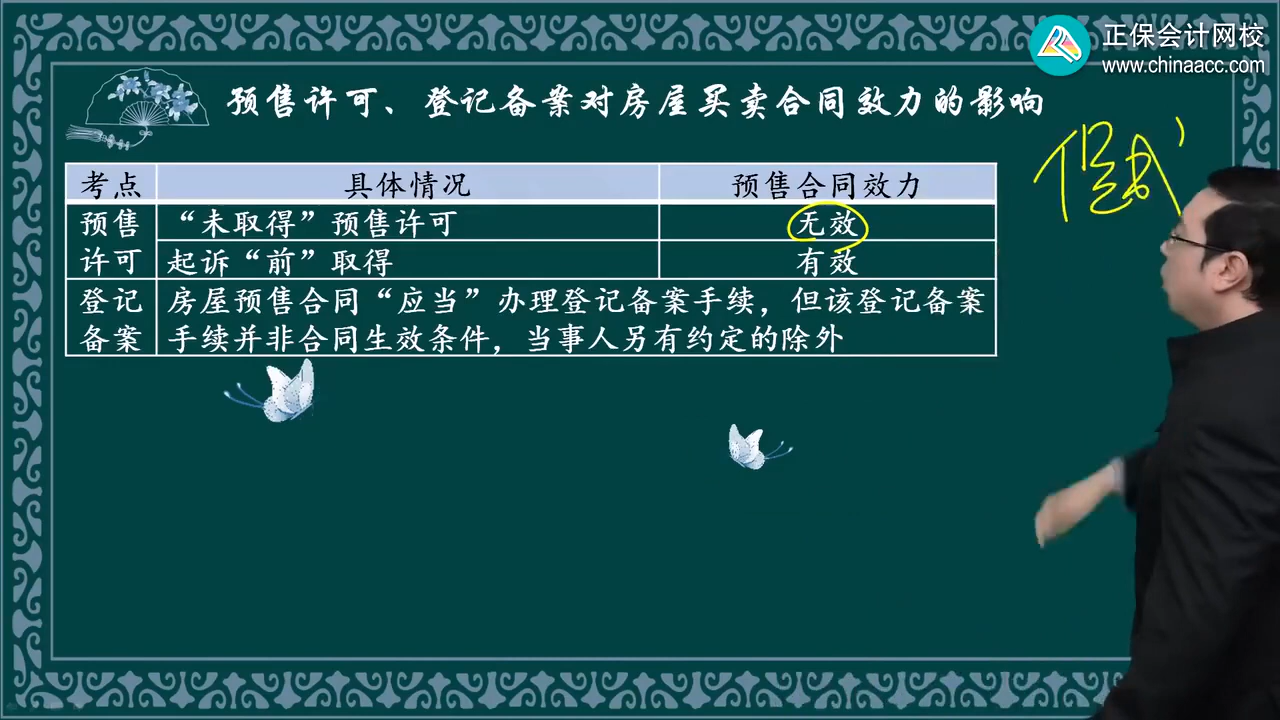 正保会计网校
www.chinaacc.com
预售许可、登记备案对房屋买卖合同效力的影响
考点 具体情况 预售合同效力
预售许可 “未取得”预售许可 无效
起诉“前”取得 有效
登记备案 房屋预售合同“应当”办理登记备案手续，但该登记备案
手续并非合同生效条件，当事人另有约定的除外